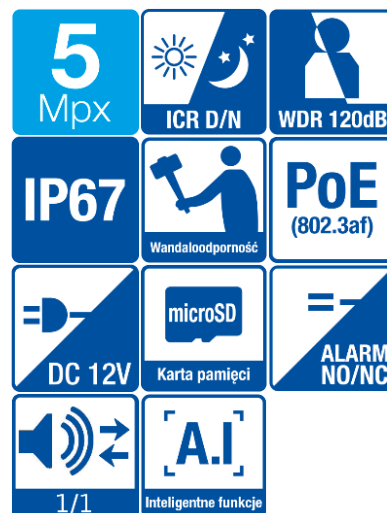 5
Mpx
ICR D/N
WDR 120dB
IP67
Wandaloodporność
PoE
(802.3af)
DC 12V
microSD
Karta pamięci
ALARM
NO/NC
1/1
[A.I]
Inteligentne funkcje